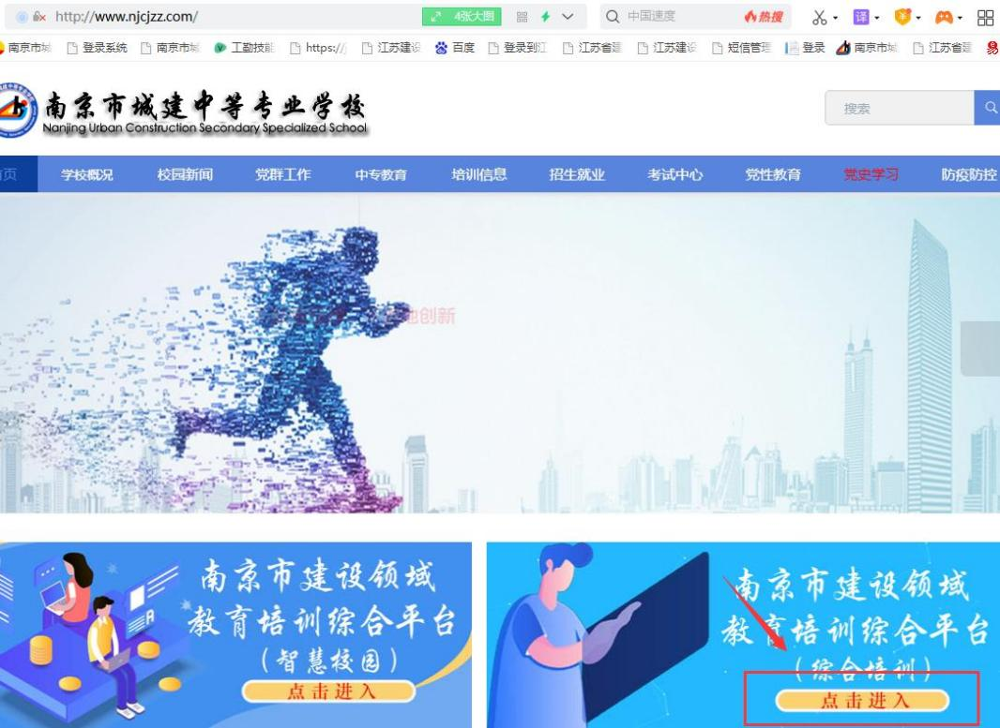 http://www.njcjzz.com/
4张大图
中国速度
热搜
译
南京市城
登录系统
南京市城
工勤技能
https://j
江苏建设
百度
登录到江
江苏省建
江苏建设
短信管理
登录
南京市城
江苏省建
易
南京市城建中等专业学校
Nanjing Urban Construction Secondary Specialized School
搜索
首页 学校概况 校园新闻 党群工作 中专教育 培训信息 招生就业 考试中心 党性教育 党史学习 防疫防控
地创新
南京市建设领域
教育培训综合平台
（智慧校园）
点击进入
南京市建设领域
教育培训综合平台
（综合培训）
点击进入